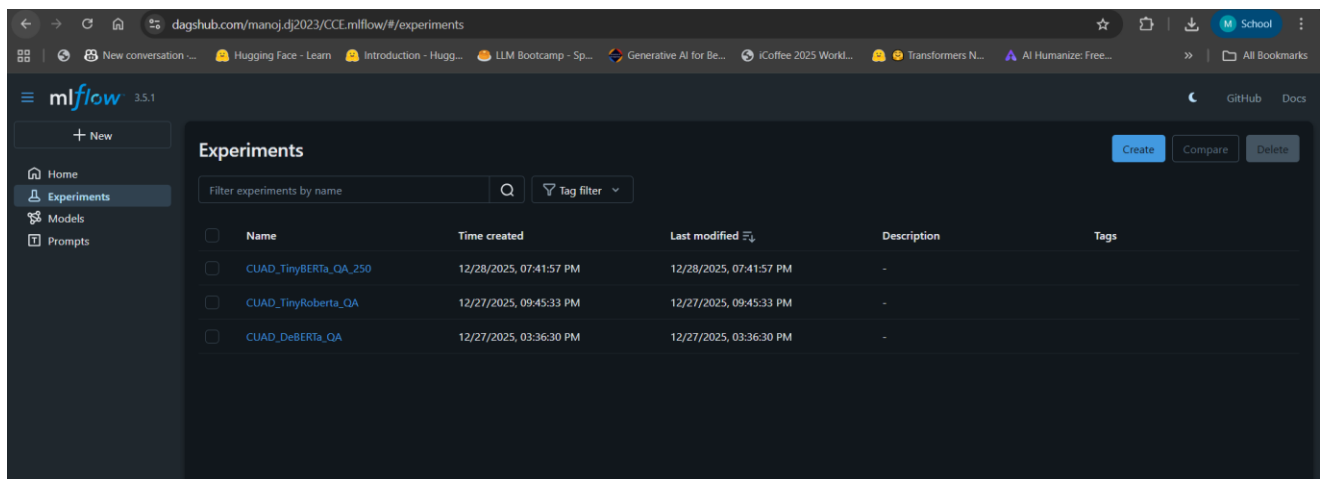 dagshub.com/manoj.dj2023/CCE.mlflow/#/experiments
M School
New conversation -... Hugging Face - Learn Introduction - Hugg... LLM Bootcamp - Sp... Generative AI for Be... iCoffee 2025 Worl... Transformers N... AI Humanize: Free... » All Bookmarks
mlflow 3.5.1 GitHub Docs
+ New
Home
Experiments
Models
Prompts
Experiments Create Compare Delete
Filter experiments by name Tag filter
Name Time created Last modified Description Tags
CUAD_TinyBERTa_QA_250 12/28/2025, 07:41:57 PM 12/28/2025, 07:41:57 PM -
CUAD_TinyRoberta_QA 12/27/2025, 09:45:33 PM 12/27/2025, 09:45:33 PM -
CUAD_DeBERTa_QA 12/27/2025, 03:36:30 PM 12/27/2025, 03:36:30 PM -